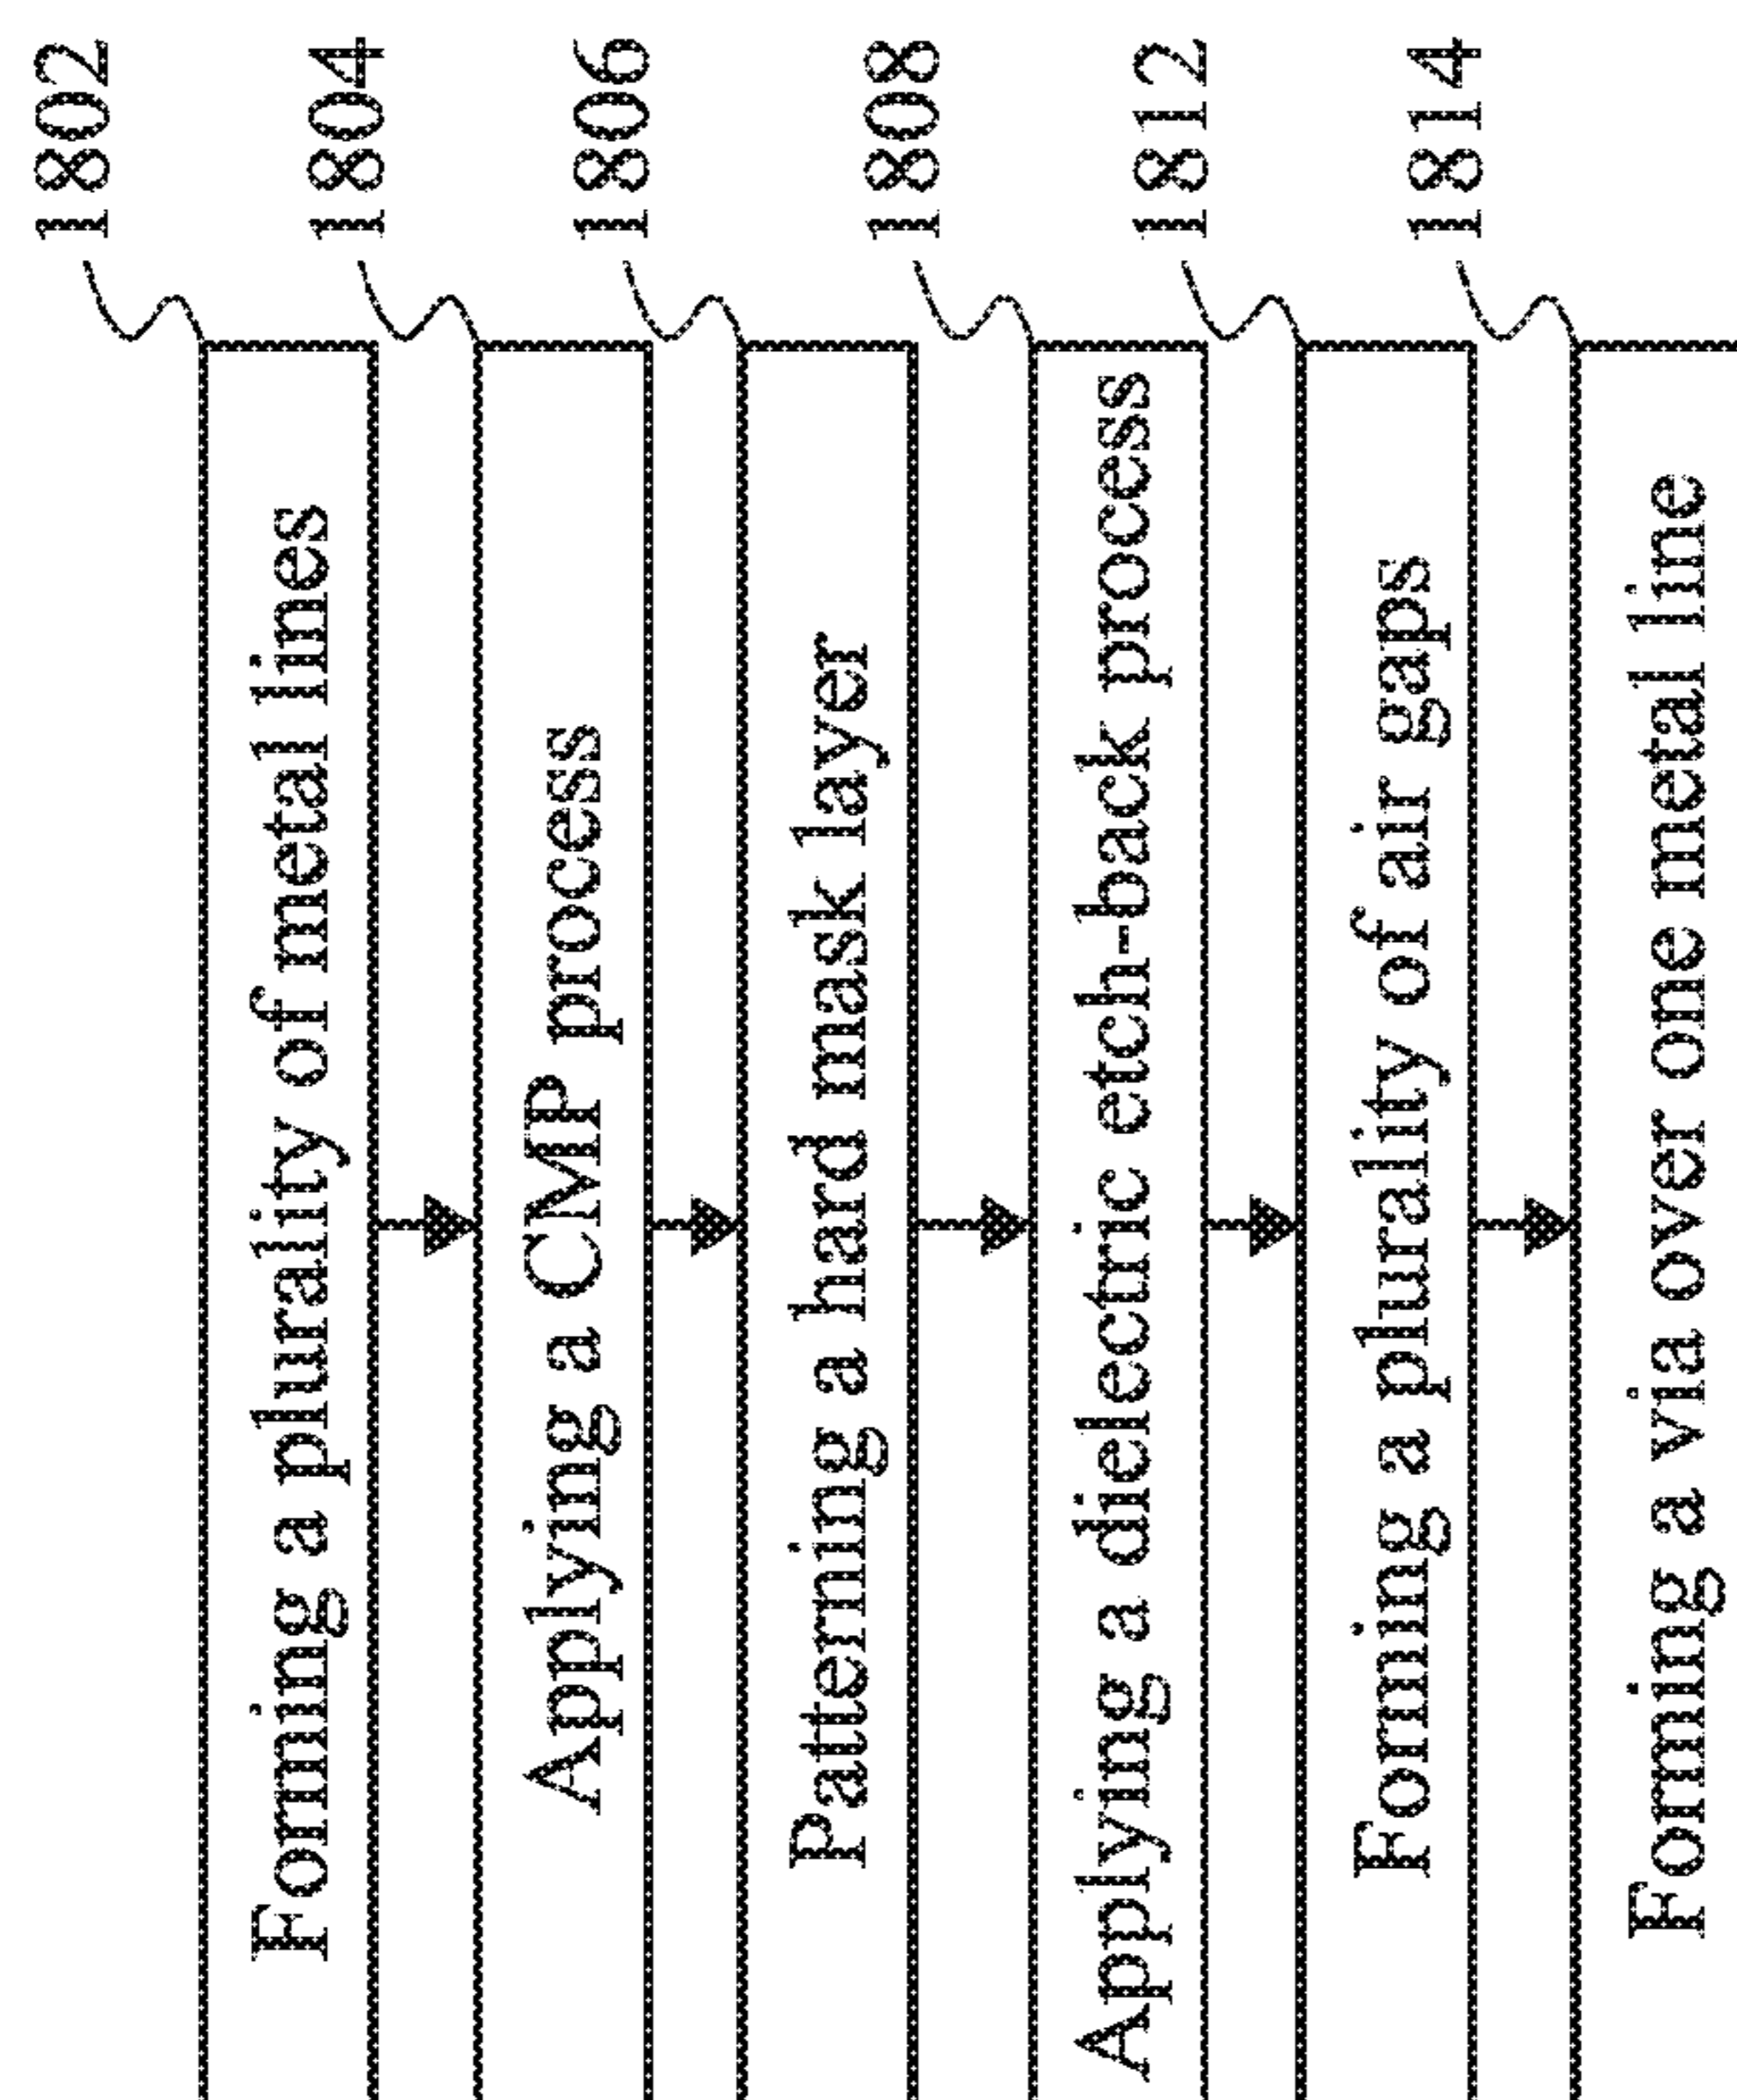 Forming a plurality of metal lines 1802
Applying a CMP process 1804
Patterning a hard mask layer 1806
Applying a dielectric etch-back process 1808
Forming a plurality of air gaps 1812
Forming a via over one metal line 1814